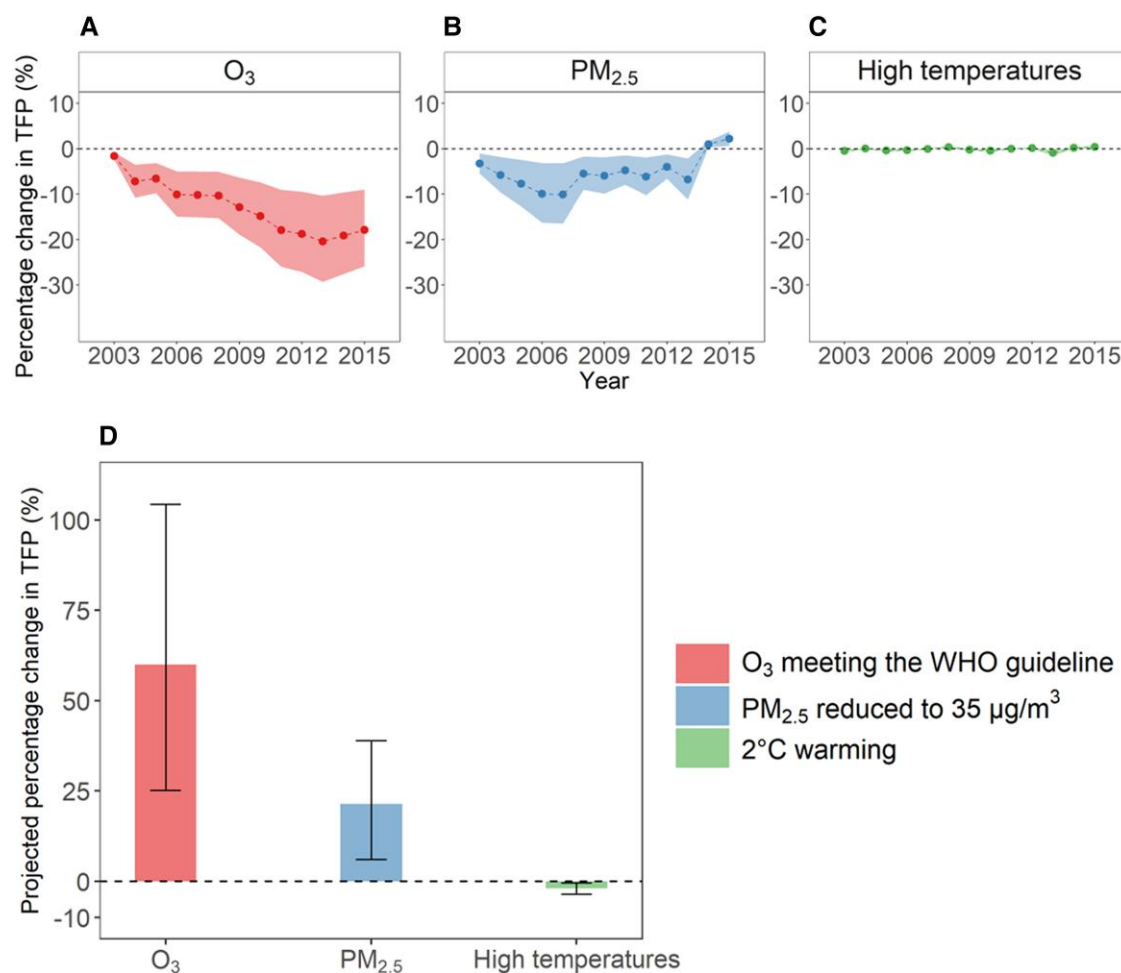 A
B
C
O₃
PM₂.₅
High temperatures
Percentage change in TFP (%)
10
0
-10
-20
-30
10
0
-10
-20
-30
10
0
-10
-20
-30
2003 2006 2009 2012 2015
2003 2006 2009 2012 2015
2003 2006 2009 2012 2015
Year
D
Projected percentage change in TFP (%)
100
75
50
25
0
-10
O₃
PM₂.₅
High temperatures
O₃ meeting the WHO guideline
PM₂.₅ reduced to 35 µg/m³
2°C warming